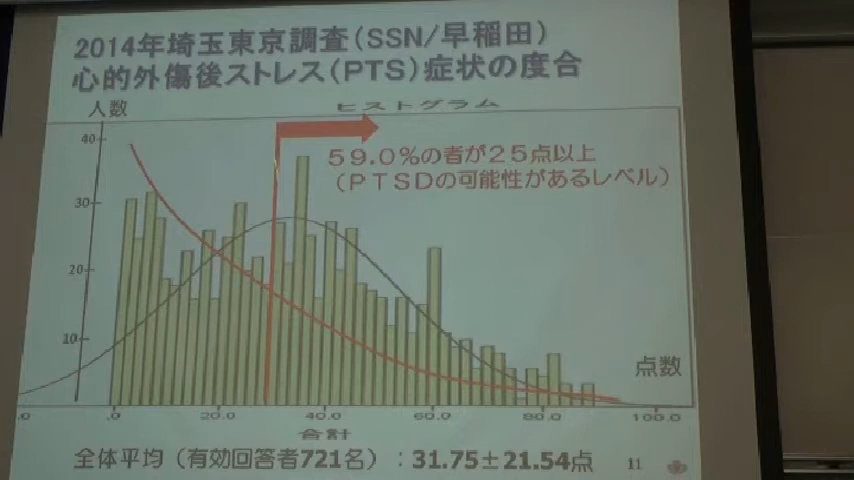 2014年埼玉東京調査(SSN/早稲田)
心的外傷後ストレス(PTS)症状の度合
人数
ヒストグラム
40
59.0%の者が25点以上
(PTSDの可能性があるレベル)
30
20
10
点数
.0 .0 20.0 40.0 60.0 80.0 100.0
合計
全体平均(有効回答者721名):31.75±21.54点 11